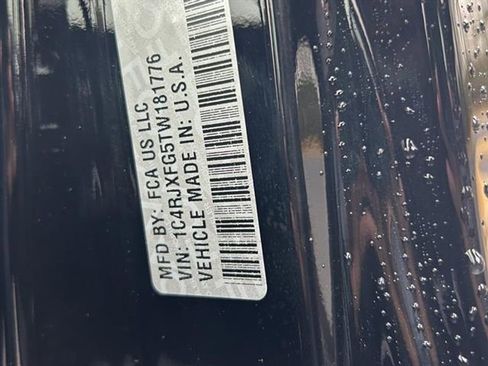 MFD BY: FCA US LLC
VIN: 1C4RJXFG5TW181776
VEHICLE MADE IN: U.S.A.